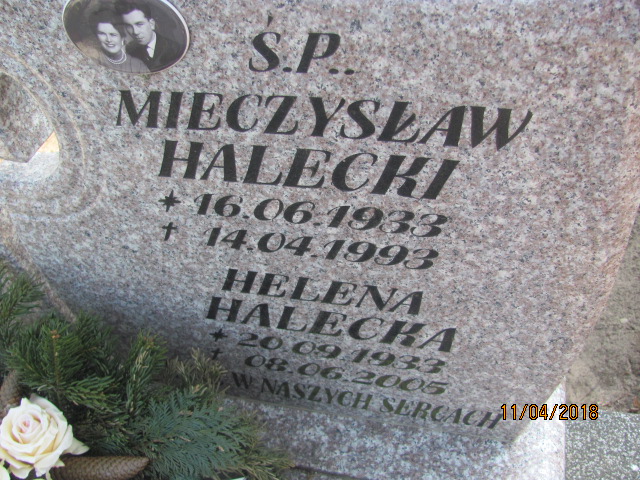 Ś.P..
MIECZYSŁAW
HALECKI
* 16.06.1933
† 14.04.1993
HELENA
HALECKA
* 20.09.1933
† 08.06.2005
W NASZYCH SERCACH
11/04/2018